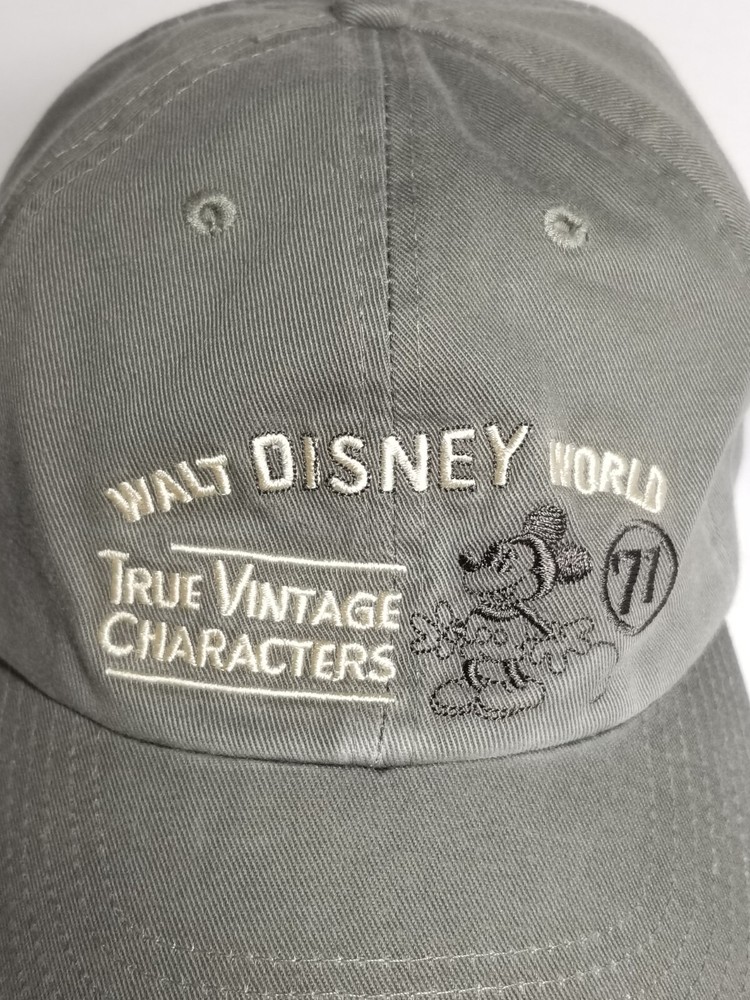 WALT DISNEY WORLD
TRUE VINTAGE
CHARACTERS
'71